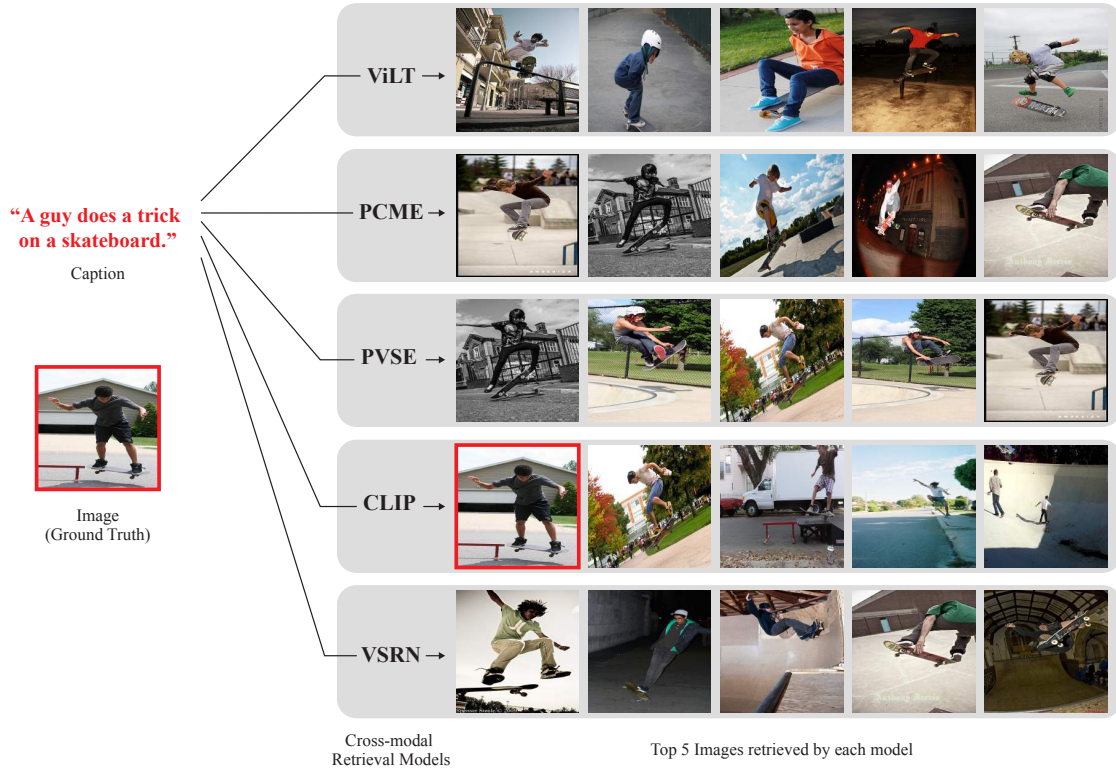 ViLT
PCME
“A guy does a trick
on a skateboard.”
Caption
PVSE
CLIP
Image
(Ground Truth)
VSRN
Cross-modal
Retrieval Models
Top 5 Images retrieved by each model